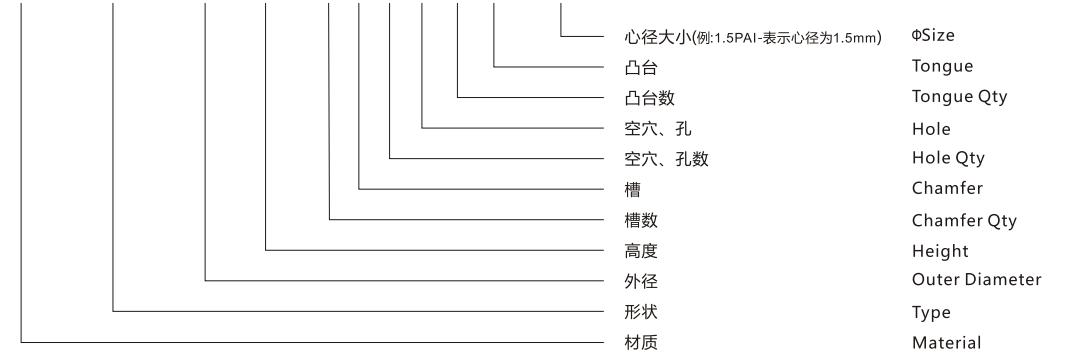 心径大小(例:1.5PAI-表示心径为1.5mm) ΦSize
凸台 Tongue
凸台数 Tongue Qty
空穴、孔 Hole
空穴、孔数 Hole Qty
槽 Chamfer
槽数 Chamfer Qty
高度 Height
外径 Outer Diameter
形状 Type
材质 Material